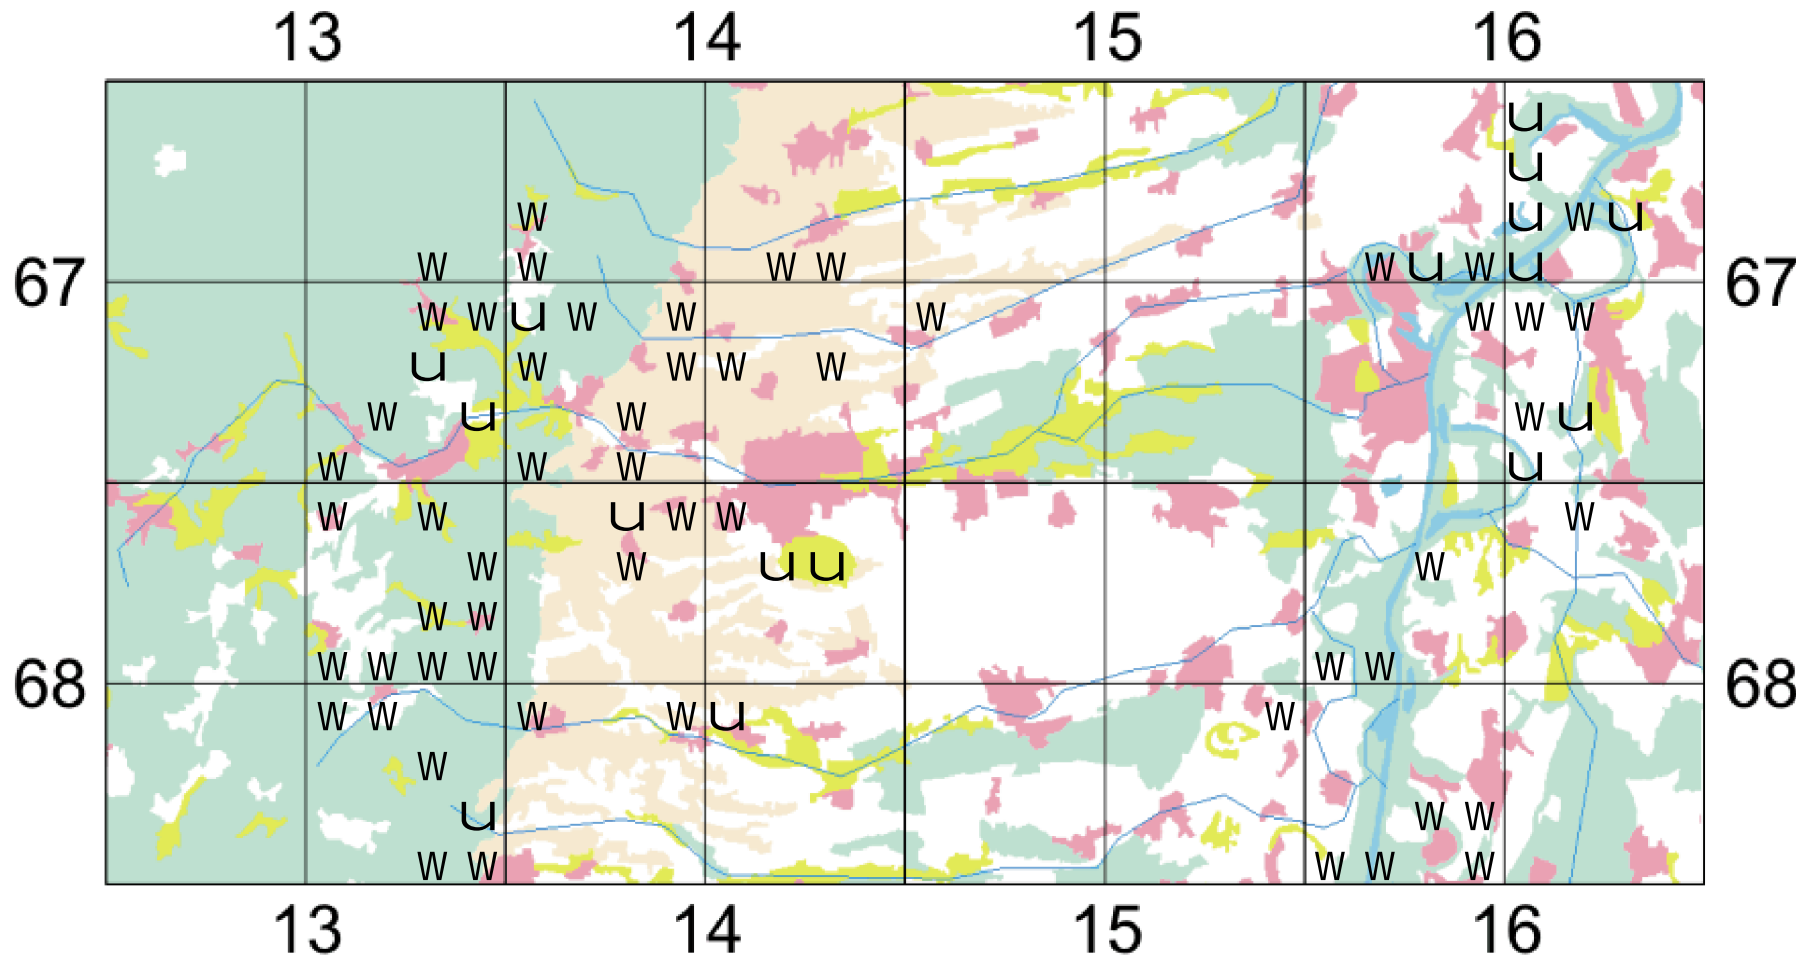 13 14 15 16
u
u
w u w u
w w w w w u w u
67 67
w w u w w w w w w
u w w w w
w u w w u
w w w u
w w u w w w
w w u u w
w w
w w w w w w
68 68
w w w w u w
w
u w w
w w w w w
13 14 15 16